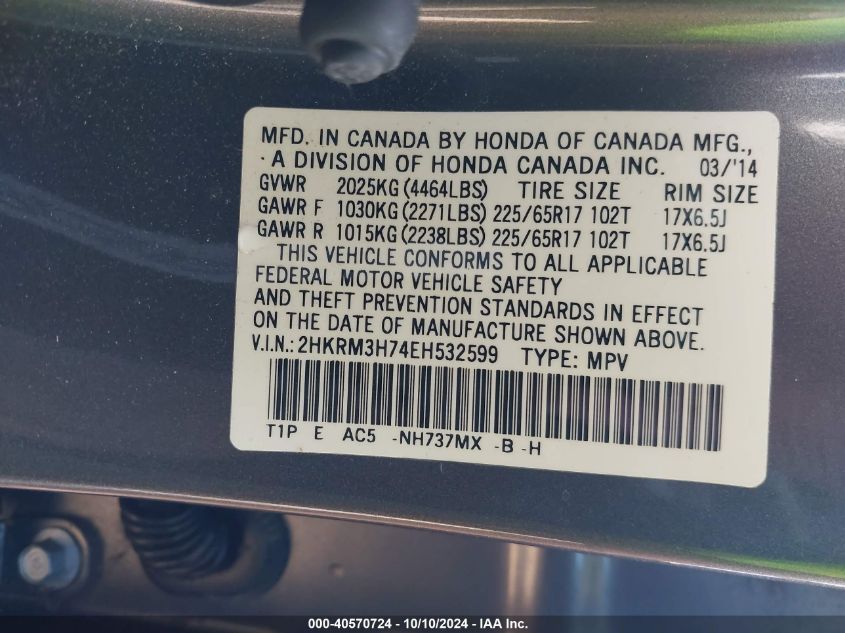 MFD. IN CANADA BY HONDA OF CANADA MFG.,
A DIVISION OF HONDA CANADA INC. 03/'14
GVWR 2025KG (4464LBS) TIRE SIZE RIM SIZE
GAWR F 1030KG (2271LBS) 225/65R17 102T 17X6.5J
GAWR R 1015KG (2238LBS) 225/65R17 102T 17X6.5J
THIS VEHICLE CONFORMS TO ALL APPLICABLE
FEDERAL MOTOR VEHICLE SAFETY
AND THEFT PREVENTION STANDARDS IN EFFECT
ON THE DATE OF MANUFACTURE SHOWN ABOVE.
V.I.N.: 2HKRM3H74EH532599 TYPE: MPV
T1P E AC5 -NH737MX -B -H
000-40570724 - 10/10/2024 - IAA Inc.